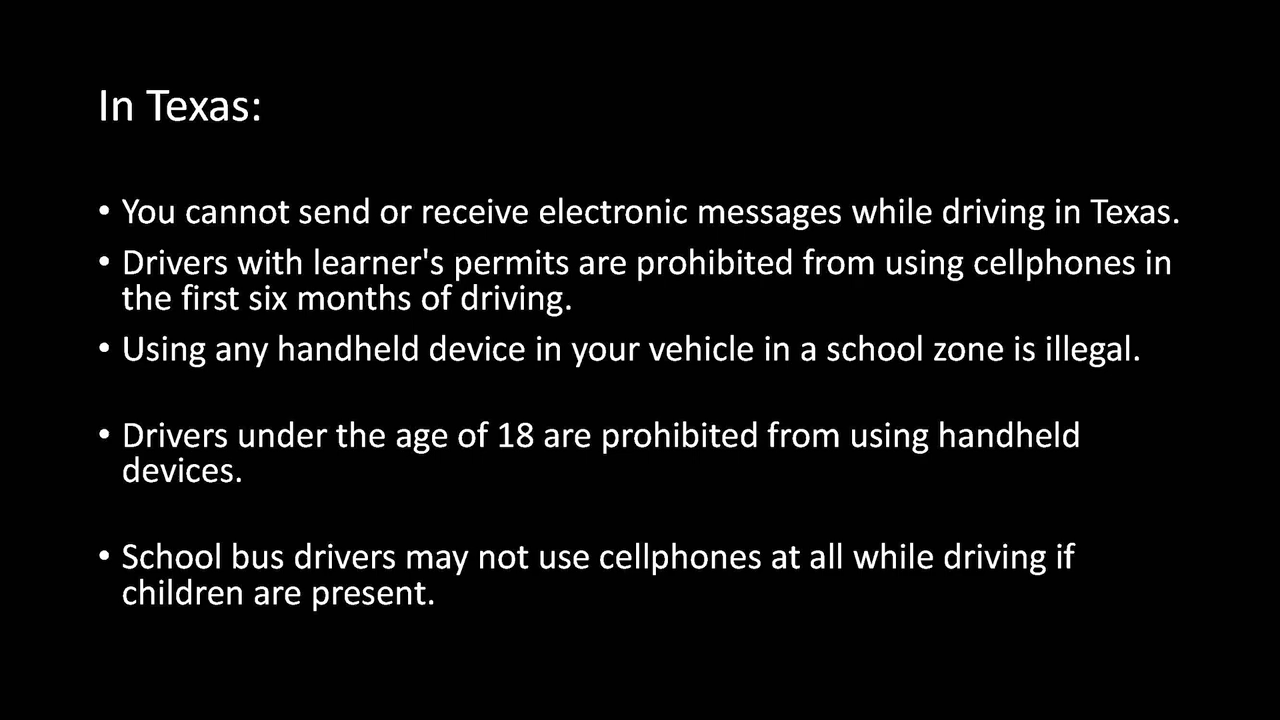 In Texas:
• You cannot send or receive electronic messages while driving in Texas.
• Drivers with learner's permits are prohibited from using cellphones in
the first six months of driving.
• Using any handheld device in your vehicle in a school zone is illegal.
• Drivers under the age of 18 are prohibited from using handheld
devices.
• School bus drivers may not use cellphones at all while driving if
children are present.